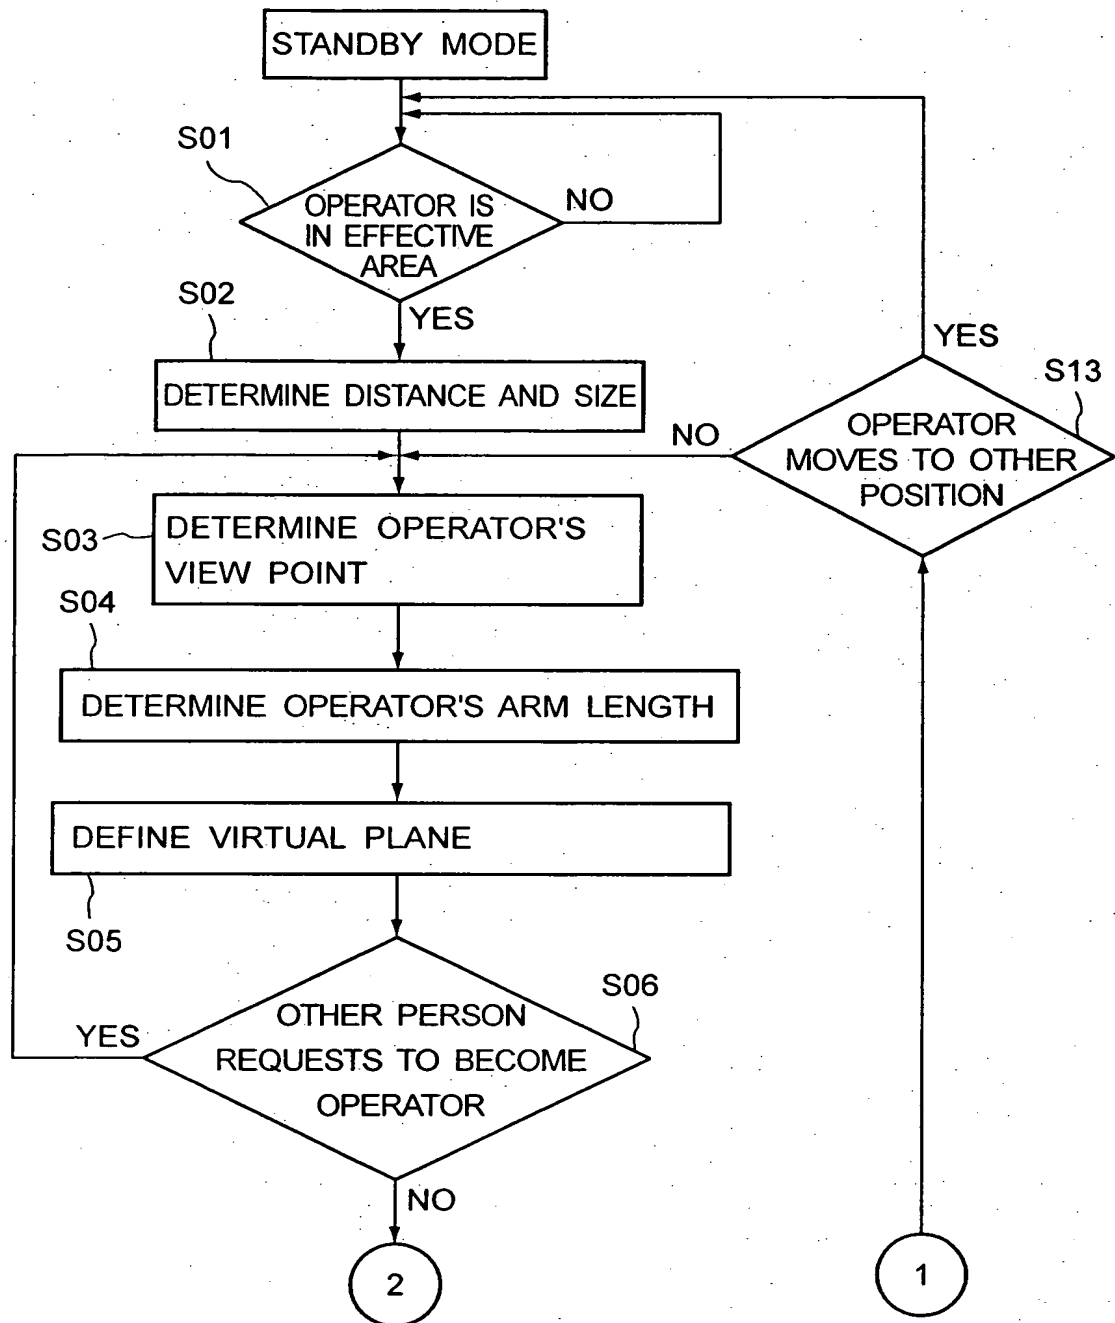 STANDBY MODE
S01
OPERATOR IS
IN EFFECTIVE
AREA
NO
YES
S02
DETERMINE DISTANCE AND SIZE
YES
S13
OPERATOR
MOVES TO OTHER
POSITION
NO
S03
DETERMINE OPERATOR'S
VIEW POINT
S04
DETERMINE OPERATOR'S ARM LENGTH
DEFINE VIRTUAL PLANE
S05
S06
OTHER PERSON
REQUESTS TO BECOME
OPERATOR
YES
NO
2
1